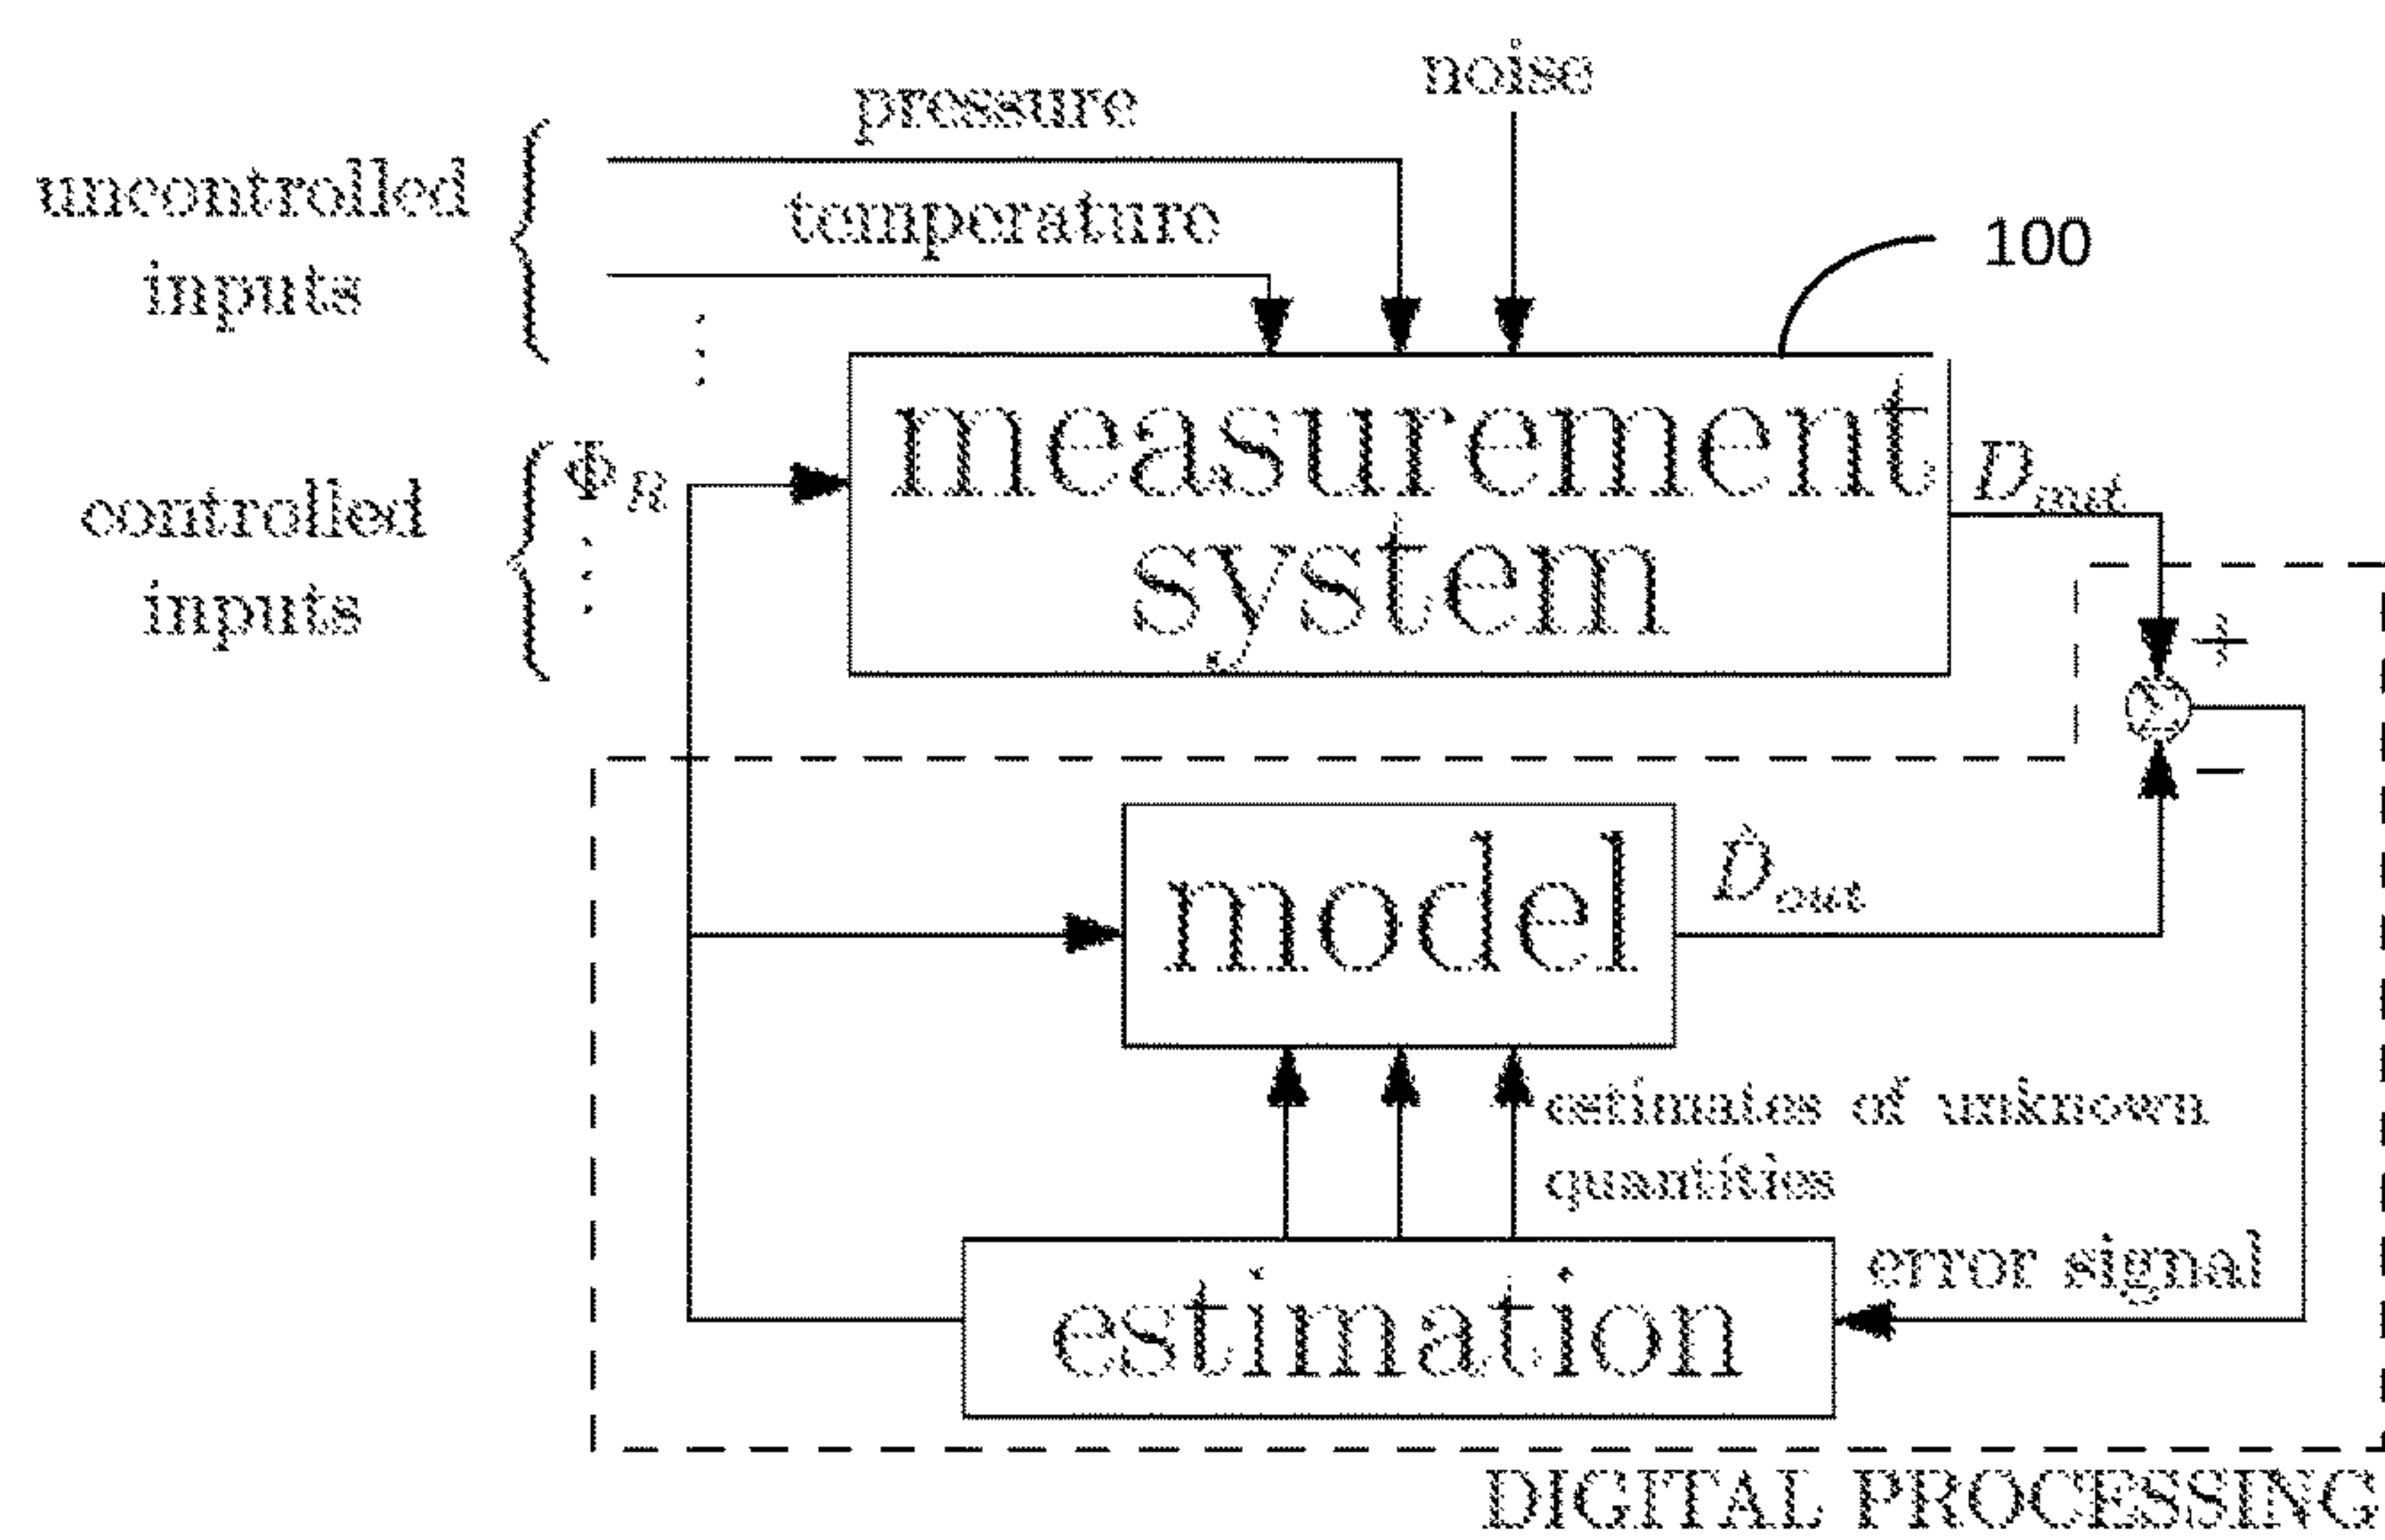 noise
pressure
uncontrolled
inputs
temperature
100
measurement
system
controlled
inputs
Φ_R
D_out
+
Σ
−
model
D̂_out
estimates of unknown
quantities
error signal
estimation
DIGITAL PROCESSING